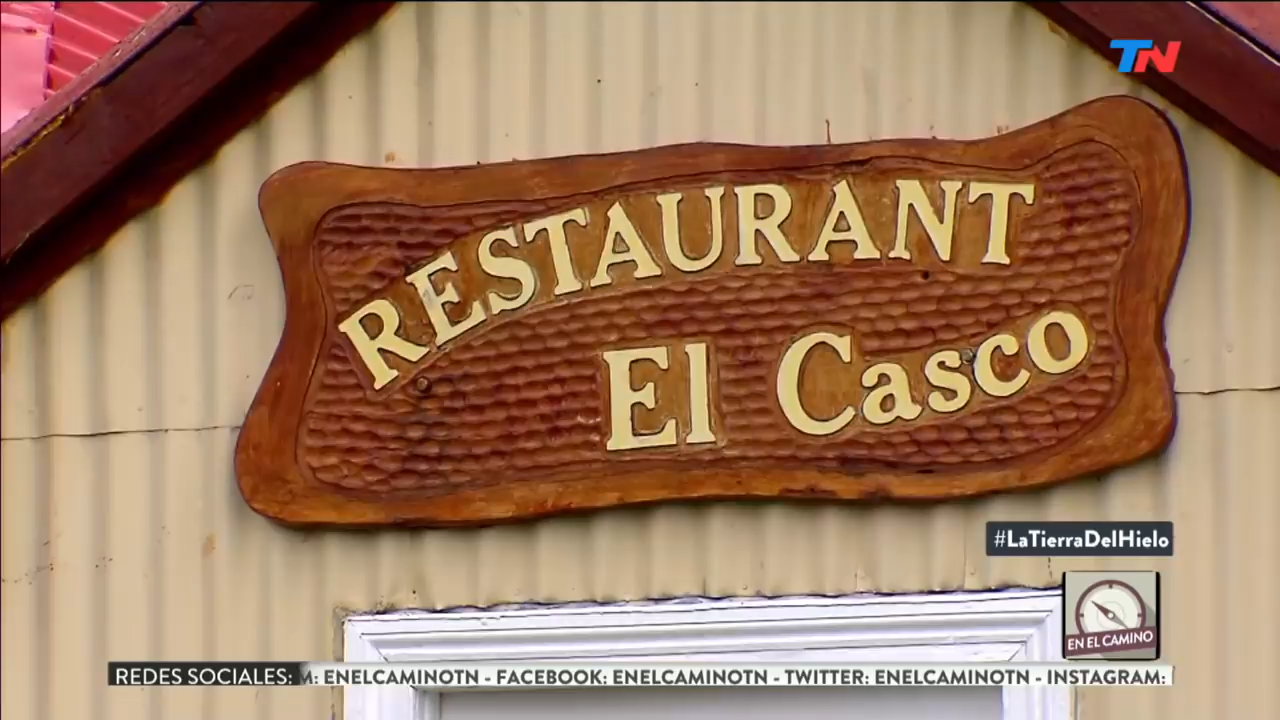 TN
RESTAURANT
El Casco
#LaTierraDelHielo
EN EL CAMINO
REDES SOCIALES: M: ENELCAMINOTN - FACEBOOK: ENELCAMINOTN - TWITTER: ENELCAMINOTN - INSTAGRAM: